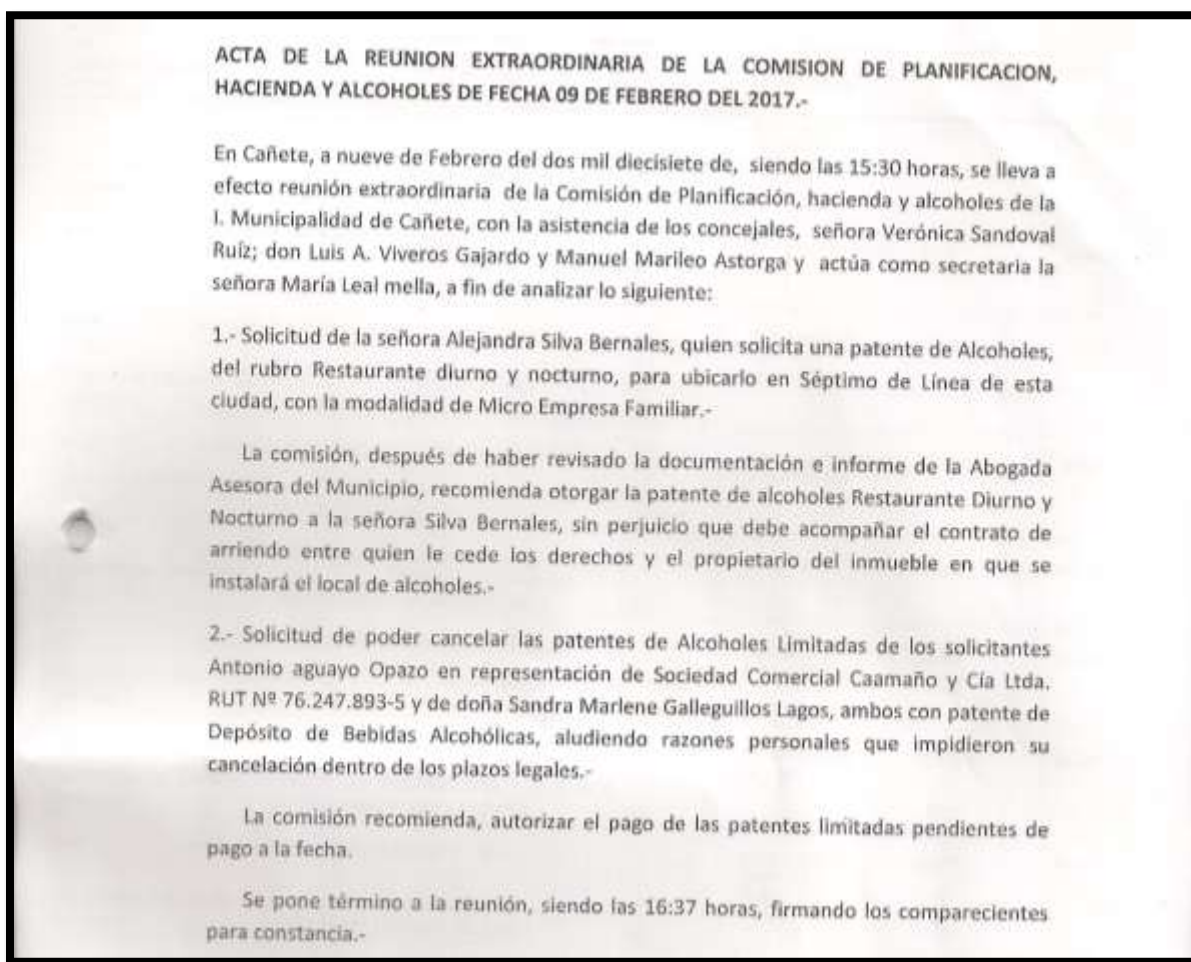 ACTA DE LA REUNION EXTRAORDINARIA DE LA COMISION DE PLANIFICACION,
HACIENDA Y ALCOHOLES DE FECHA 09 DE FEBRERO DEL 2017.-
En Cañete, a nueve de Febrero del dos mil diecisiete de, siendo las 15:30 horas, se lleva a
efecto reunión extraordinaria de la Comisión de Planificación, hacienda y alcoholes de la
I. Municipalidad de Cañete, con la asistencia de los concejales, señora Verónica Sandoval
Ruíz; don Luis A. Viveros Gajardo y Manuel Marileo Astorga y actúa como secretaria la
señora María Leal mella, a fin de analizar lo siguiente:
1.- Solicitud de la señora Alejandra Silva Bernales, quien solicita una patente de Alcoholes,
del rubro Restaurante diurno y nocturno, para ubicarlo en Séptimo de Línea de esta
ciudad, con la modalidad de Micro Empresa Familiar.-
La comisión, después de haber revisado la documentación e informe de la Abogada
Asesora del Municipio, recomienda otorgar la patente de alcoholes Restaurante Diurno y
Nocturno a la señora Silva Bernales, sin perjuicio que debe acompañar el contrato de
arriendo entre quien le cede los derechos y el propietario del inmueble en que se
instalará el local de alcoholes.-
2.- Solicitud de poder cancelar las patentes de Alcoholes Limitadas de los solicitantes
Antonio aguayo Opazo en representación de Sociedad Comercial Caamaño y Cía Ltda.
RUT Nº 76.247.893-5 y de doña Sandra Marlene Galleguillos Lagos, ambos con patente de
Depósito de Bebidas Alcohólicas, aludiendo razones personales que impidieron su
cancelación dentro de los plazos legales.-
La comisión recomienda, autorizar el pago de las patentes limitadas pendientes de
pago a la fecha.
Se pone término a la reunión, siendo las 16:37 horas, firmando los comparecientes
para constancia.-